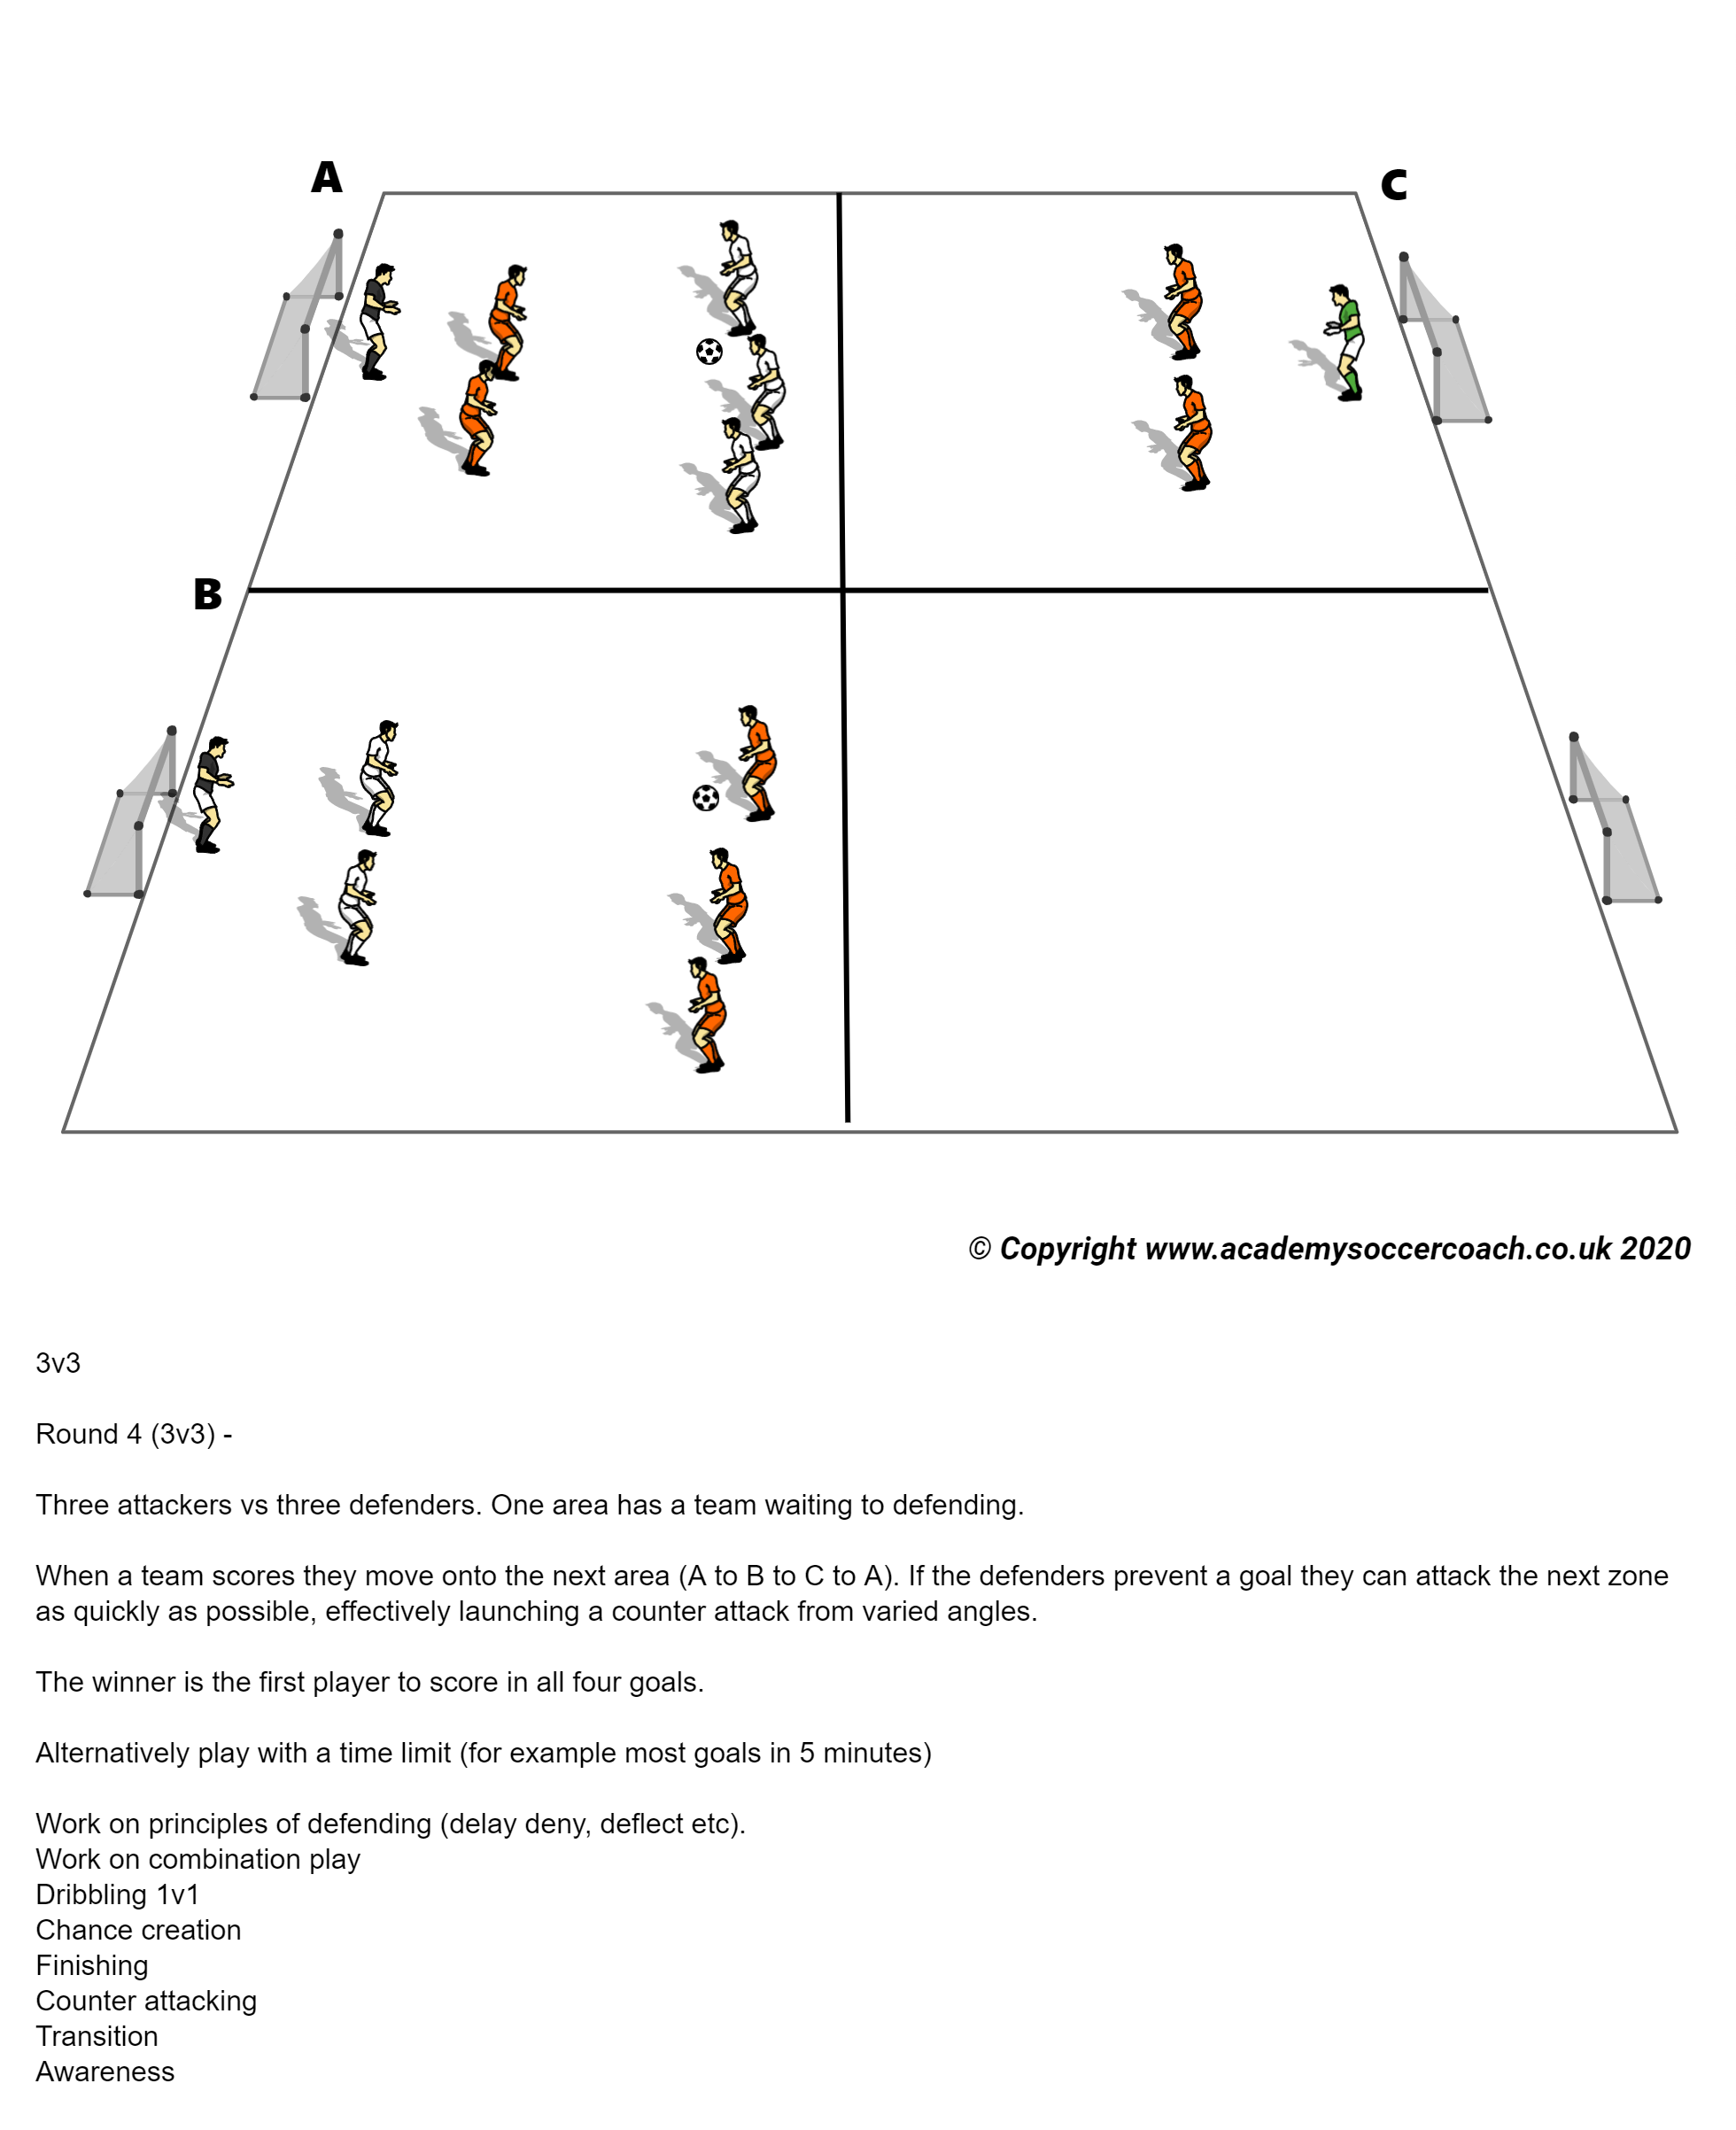 A
C
B
© Copyright www.academysoccercoach.co.uk 2020
3v3
Round 4 (3v3) -
Three attackers vs three defenders. One area has a team waiting to defending.
When a team scores they move onto the next area (A to B to C to A). If the defenders prevent a goal they can attack the next zone
as quickly as possible, effectively launching a counter attack from varied angles.
The winner is the first player to score in all four goals.
Alternatively play with a time limit (for example most goals in 5 minutes)
Work on principles of defending (delay deny, deflect etc).
Work on combination play
Dribbling 1v1
Chance creation
Finishing
Counter attacking
Transition
Awareness